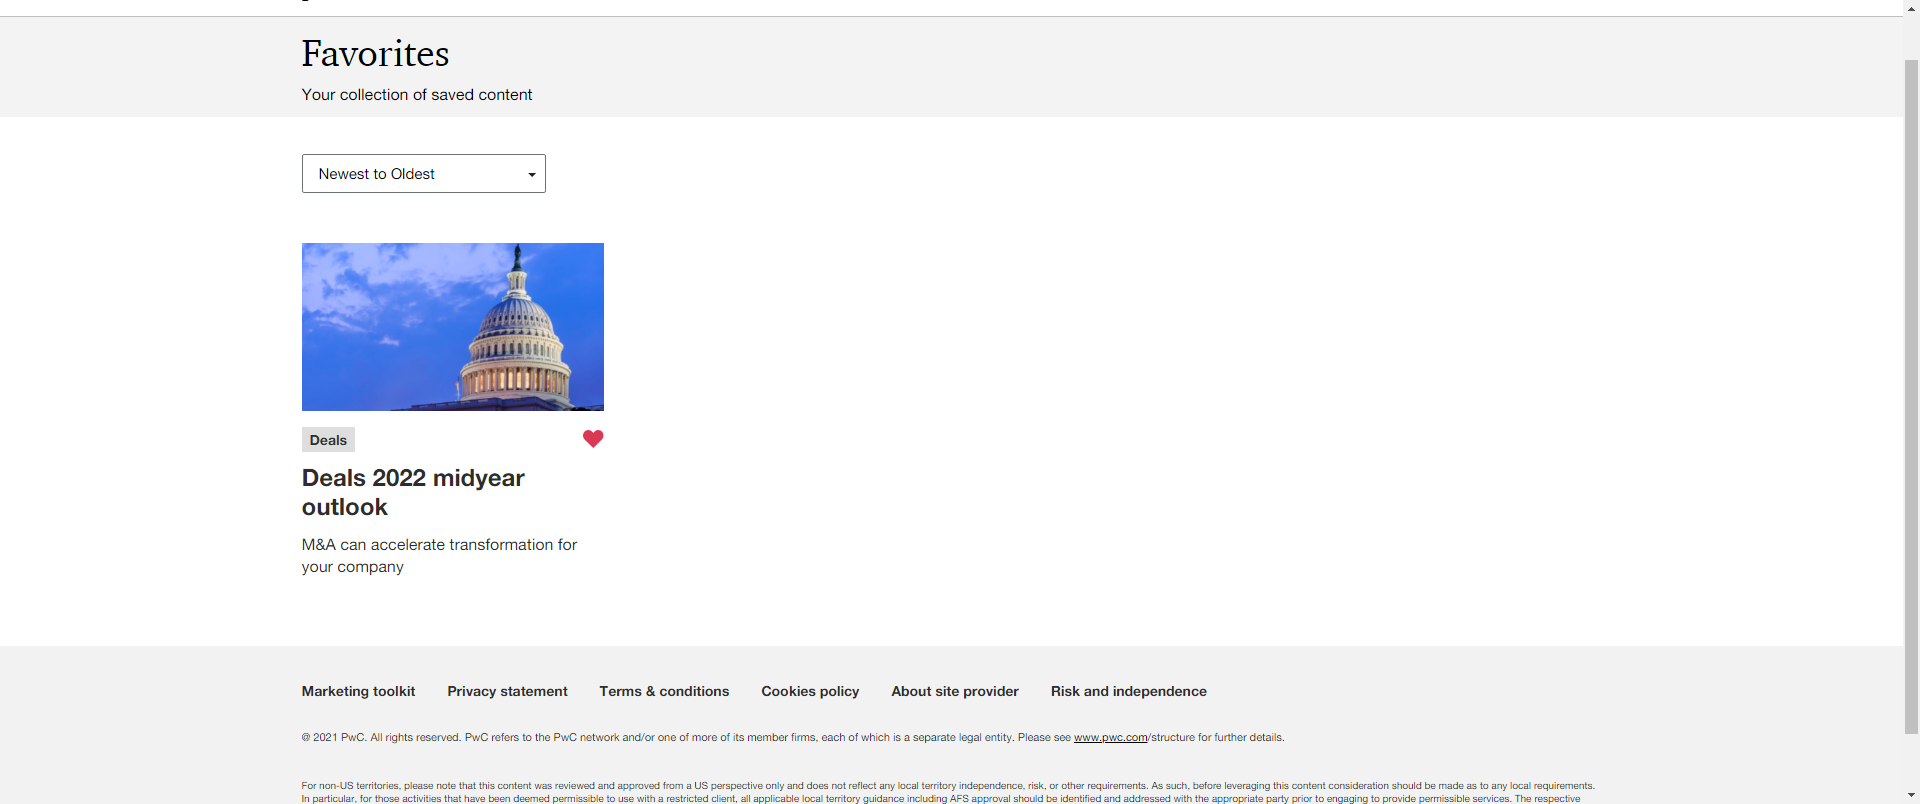 Favorites
Your collection of saved content
Newest to Oldest
Deals
Deals 2022 midyear
outlook
M&A can accelerate transformation for
your company
Marketing toolkit Privacy statement Terms & conditions Cookies policy About site provider Risk and independence
@ 2021 PwC. All rights reserved. PwC refers to the PwC network and/or one of more of its member firms, each of which is a separate legal entity. Please see www.pwc.com/structure for further details.
For non-US territories, please note that this content was reviewed and approved from a US perspective only and does not reflect any local territory independence, risk, or other requirements. As such, before leveraging this content consideration should be made as to any local requirements.
In particular, for those activities that have been deemed permissible to use with a restricted client, all applicable local territory guidance including AFS approval should be identified and addressed with the appropriate party prior to engaging to provide permissible services. The respective